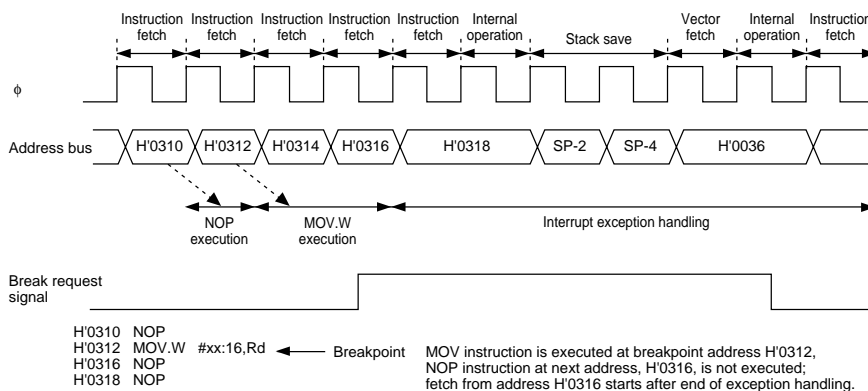 Instruction fetch Instruction fetch Instruction fetch Instruction fetch Instruction fetch Internal operation Stack save Vector fetch Internal operation Instruction fetch
φ
Address bus H'0310 H'0312 H'0314 H'0316 H'0318 SP-2 SP-4 H'0036
NOP execution MOV.W execution Interrupt exception handling
Break request
signal
H'0310 NOP
H'0312 MOV.W #xx:16,Rd Breakpoint
H'0316 NOP
H'0318 NOP
MOV instruction is executed at breakpoint address H'0312,
NOP instruction at next address, H'0316, is not executed;
fetch from address H'0316 starts after end of exception handling.